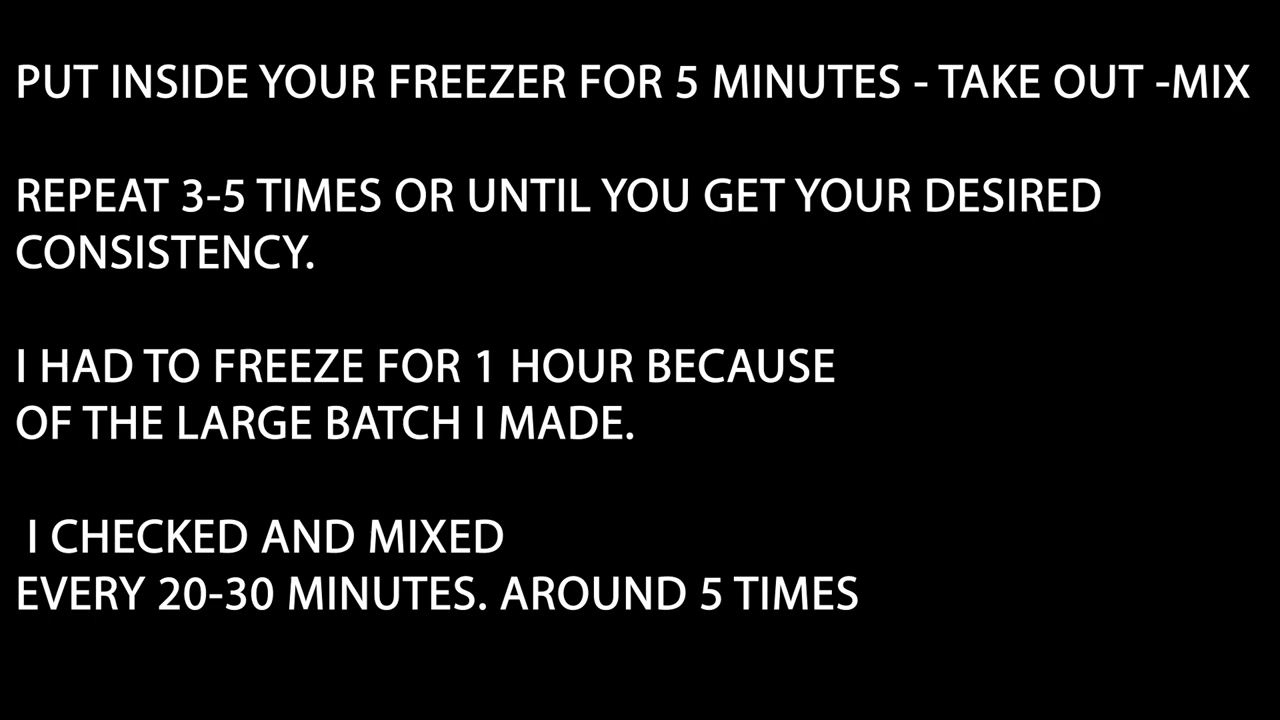 PUT INSIDE YOUR FREEZER FOR 5 MINUTES - TAKE OUT -MIX
REPEAT 3-5 TIMES OR UNTIL YOU GET YOUR DESIRED
CONSISTENCY.
I HAD TO FREEZE FOR 1 HOUR BECAUSE
OF THE LARGE BATCH I MADE.
I CHECKED AND MIXED
EVERY 20-30 MINUTES. AROUND 5 TIMES